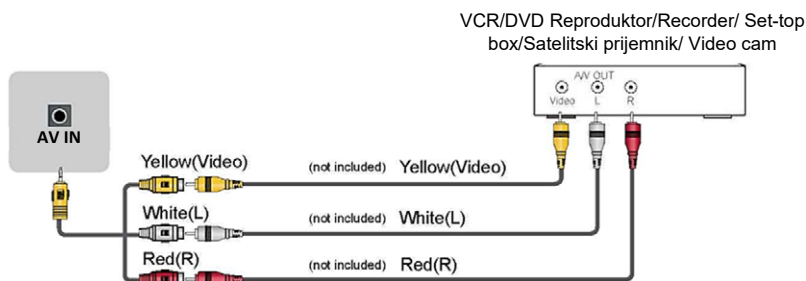 VCR/DVD Reproduktor/Recorder/ Set-top
box/Satelitski prijemnik/ Video cam
A/V OUT
Video L R
AV IN
Yellow(Video) (not included) Yellow(Video)
White(L) (not included) White(L)
Red(R) (not included) Red(R)